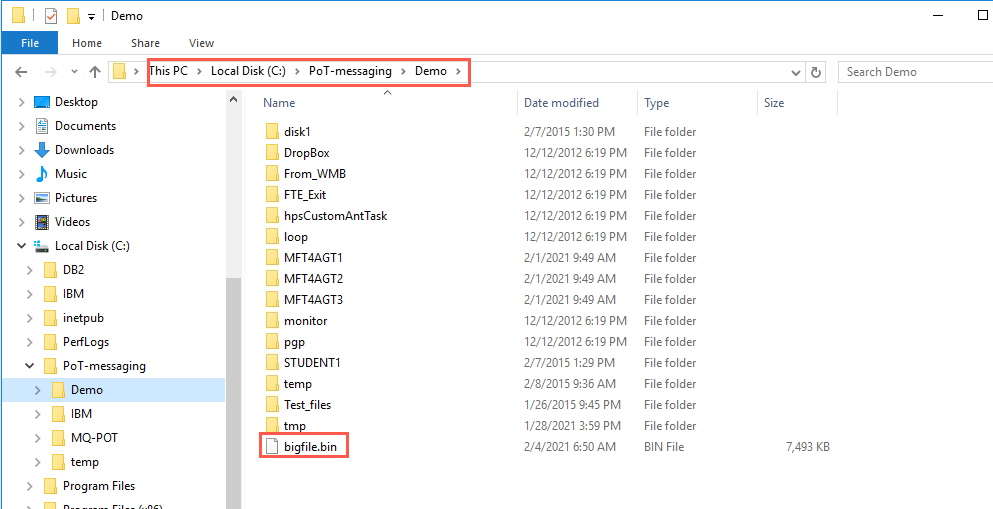 Demo
File Home Share View
This PC Local Disk (C:) PoT-messaging Demo Search Demo
Desktop
Documents
Downloads
Music
Pictures
Videos
Local Disk (C:)
DB2
IBM
inetpub
PerfLogs
PoT-messaging
Demo
IBM
MQ-POT
temp
Program Files
Program Files (x86)
Name Date modified Type Size
disk1 2/7/2015 1:30 PM File folder
DropBox 12/12/2012 6:19 PM File folder
From_WMB 12/12/2012 6:19 PM File folder
FTE_Exit 12/12/2012 6:19 PM File folder
hpsCustomAntTask 12/12/2012 6:19 PM File folder
loop 12/12/2012 6:19 PM File folder
MFT4AGT1 2/1/2021 9:49 AM File folder
MFT4AGT2 2/1/2021 9:49 AM File folder
MFT4AGT3 2/1/2021 9:49 AM File folder
monitor 12/12/2012 6:19 PM File folder
pgp 12/12/2012 6:19 PM File folder
STUDENT1 2/7/2015 1:29 PM File folder
temp 2/8/2015 9:36 AM File folder
Test_files 1/26/2015 9:45 PM File folder
tmp 1/28/2021 3:59 PM File folder
bigfile.bin 2/4/2021 6:50 AM BIN File 7,493 KB